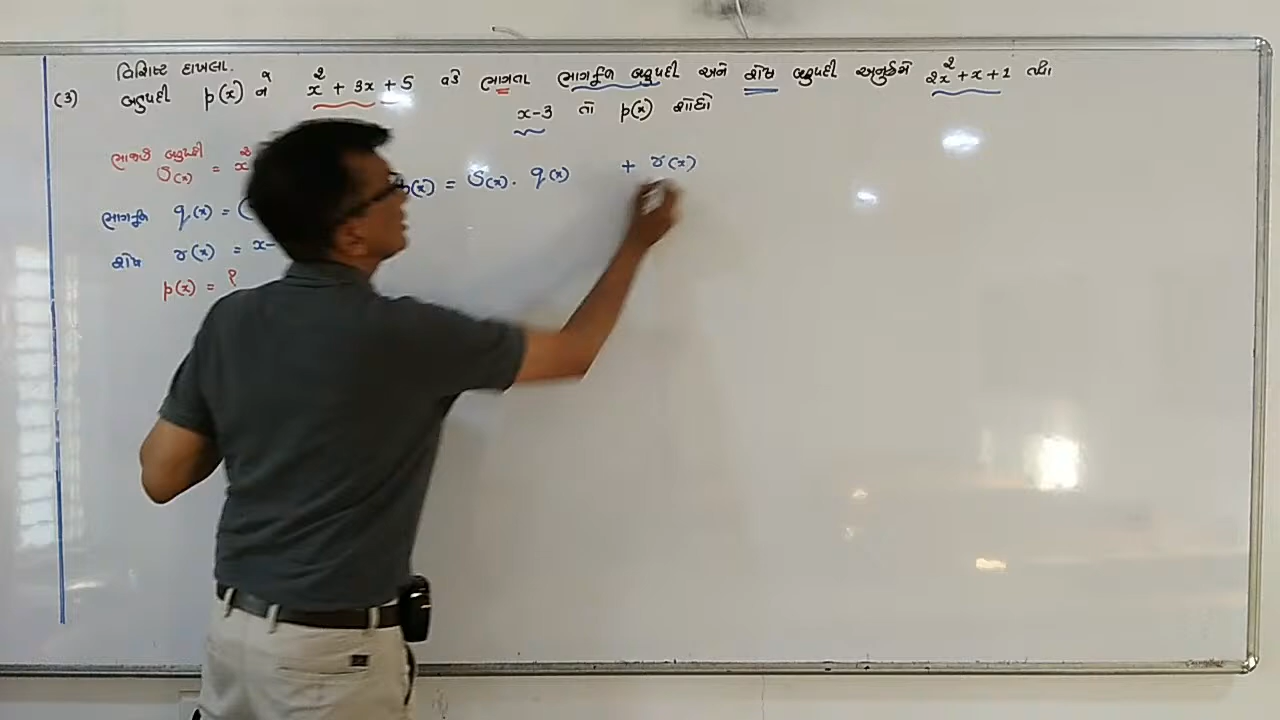 વિશિષ્ટ દાખલા.
(3) બહુપદી p(x) ને x² + 3x + 5 વડે ભાગતા ભાગફળ બહુપદી અને શેષ બહુપદી અનુક્રમે 2x² + x + 1 તથા
x-3 તો p(x) શોધો
ભાજક બહુપદી
S(x) = x²
p(x) = S(x). q(x) + r(x)
ભાગફળ q(x) = (
શેષ r(x) = x-
p(x) = ?